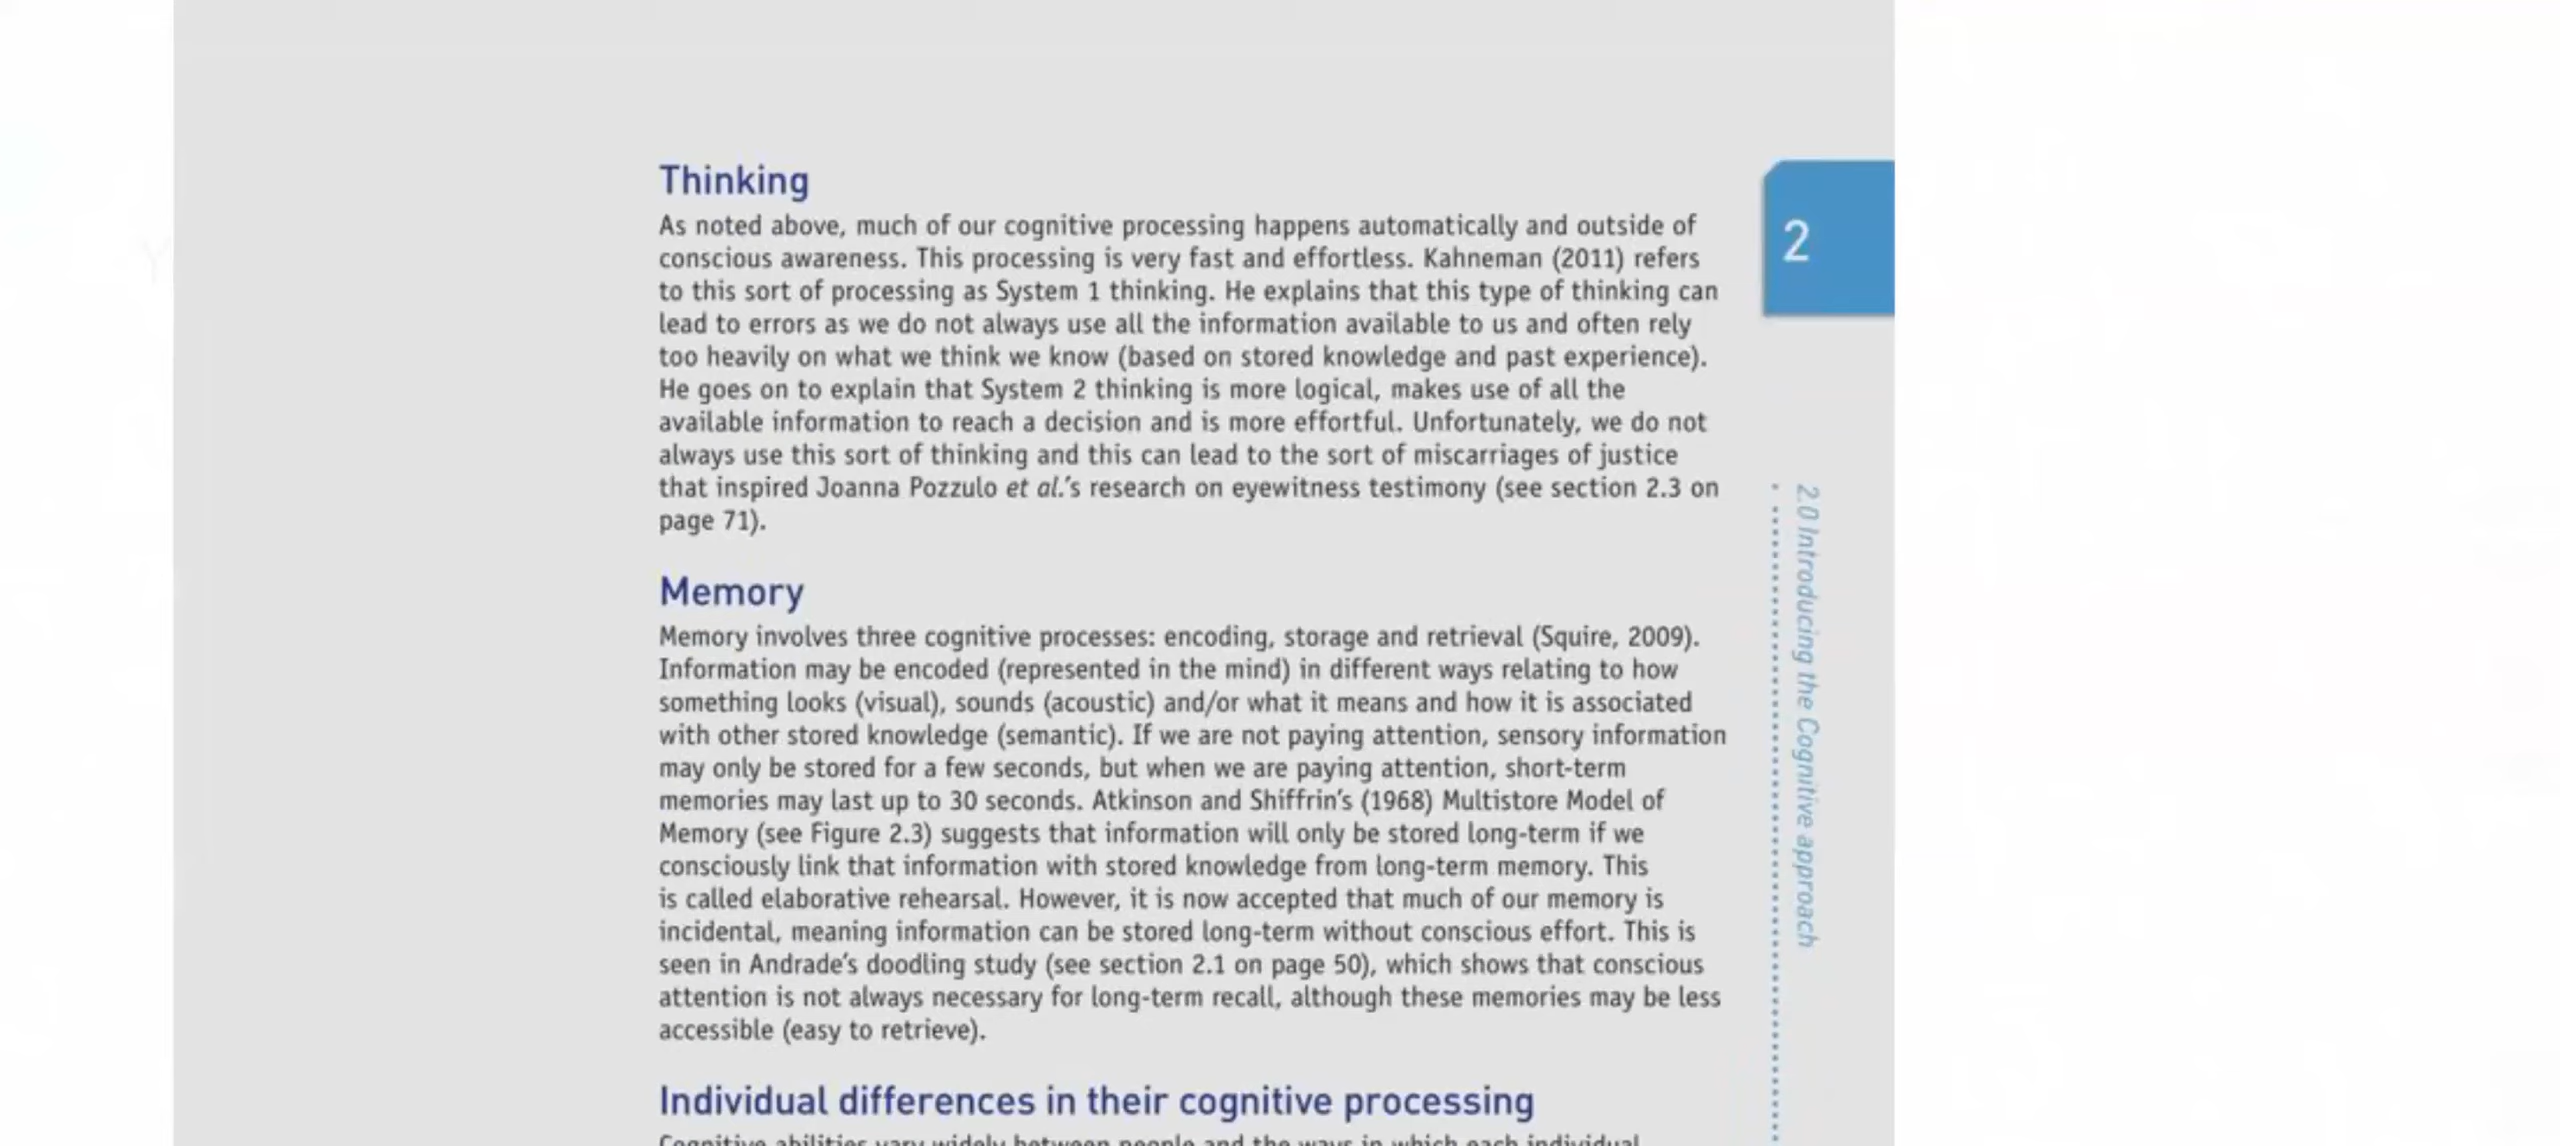 Thinking
As noted above, much of our cognitive processing happens automatically and outside of
conscious awareness. This processing is very fast and effortless. Kahneman (2011) refers
to this sort of processing as System 1 thinking. He explains that this type of thinking can
lead to errors as we do not always use all the information available to us and often rely
too heavily on what we think we know (based on stored knowledge and past experience).
He goes on to explain that System 2 thinking is more logical, makes use of all the
available information to reach a decision and is more effortful. Unfortunately, we do not
always use this sort of thinking and this can lead to the sort of miscarriages of justice
that inspired Joanna Pozzulo et al.'s research on eyewitness testimony (see section 2.3 on
page 71).
Memory
Memory involves three cognitive processes: encoding, storage and retrieval (Squire, 2009).
Information may be encoded (represented in the mind) in different ways relating to how
something looks (visual), sounds (acoustic) and/or what it means and how it is associated
with other stored knowledge (semantic). If we are not paying attention, sensory information
may only be stored for a few seconds, but when we are paying attention, short-term
memories may last up to 30 seconds. Atkinson and Shiffrin's (1968) Multistore Model of
Memory (see Figure 2.3) suggests that information will only be stored long-term if we
consciously link that information with stored knowledge from long-term memory. This
is called elaborative rehearsal. However, it is now accepted that much of our memory is
incidental, meaning information can be stored long-term without conscious effort. This is
seen in Andrade's doodling study (see section 2.1 on page 50), which shows that conscious
attention is not always necessary for long-term recall, although these memories may be less
accessible (easy to retrieve).
Individual differences in their cognitive processing
Cognitive abilities vary widely between people and the ways in which each individual
2
2.0 Introducing the Cognitive approach